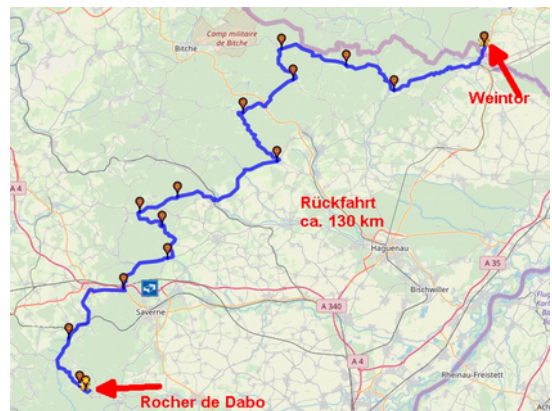 Camp militaire
de Bitche
Bitche
Weintor
A 4
Rückfahrt
ca. 130 km
Haguenau
A 35
Bischwiller
Saverne
A 340
A 4
Rheinau-Freistett
Rocher de Dabo